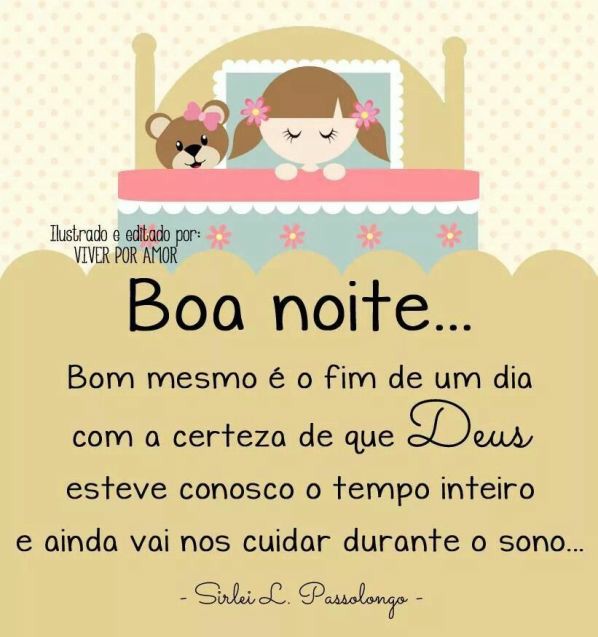 Ilustrado e editado por:
VIVER POR AMOR
Boa noite...
Bom mesmo é o fim de um dia
com a certeza de que Deus
esteve conosco o tempo inteiro
e ainda vai nos cuidar durante o sono...
- Sirlei L. Passolongo -